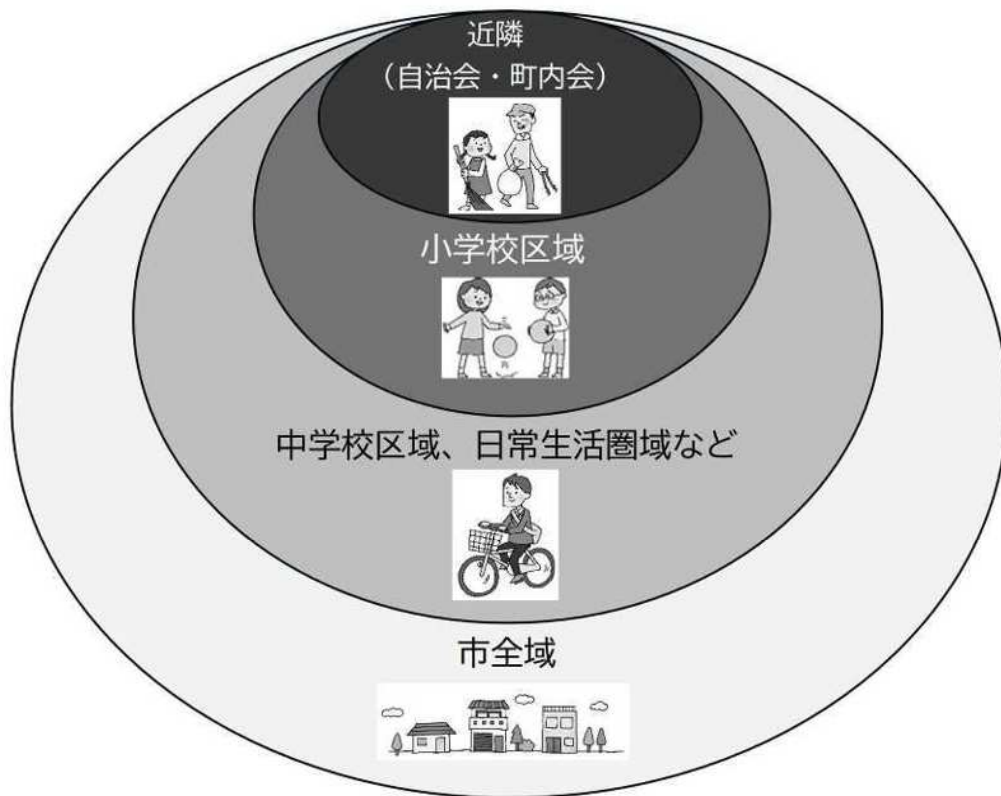 近隣
（自治会・町内会）
小学校区域
中学校区域、日常生活圏域など
市全域